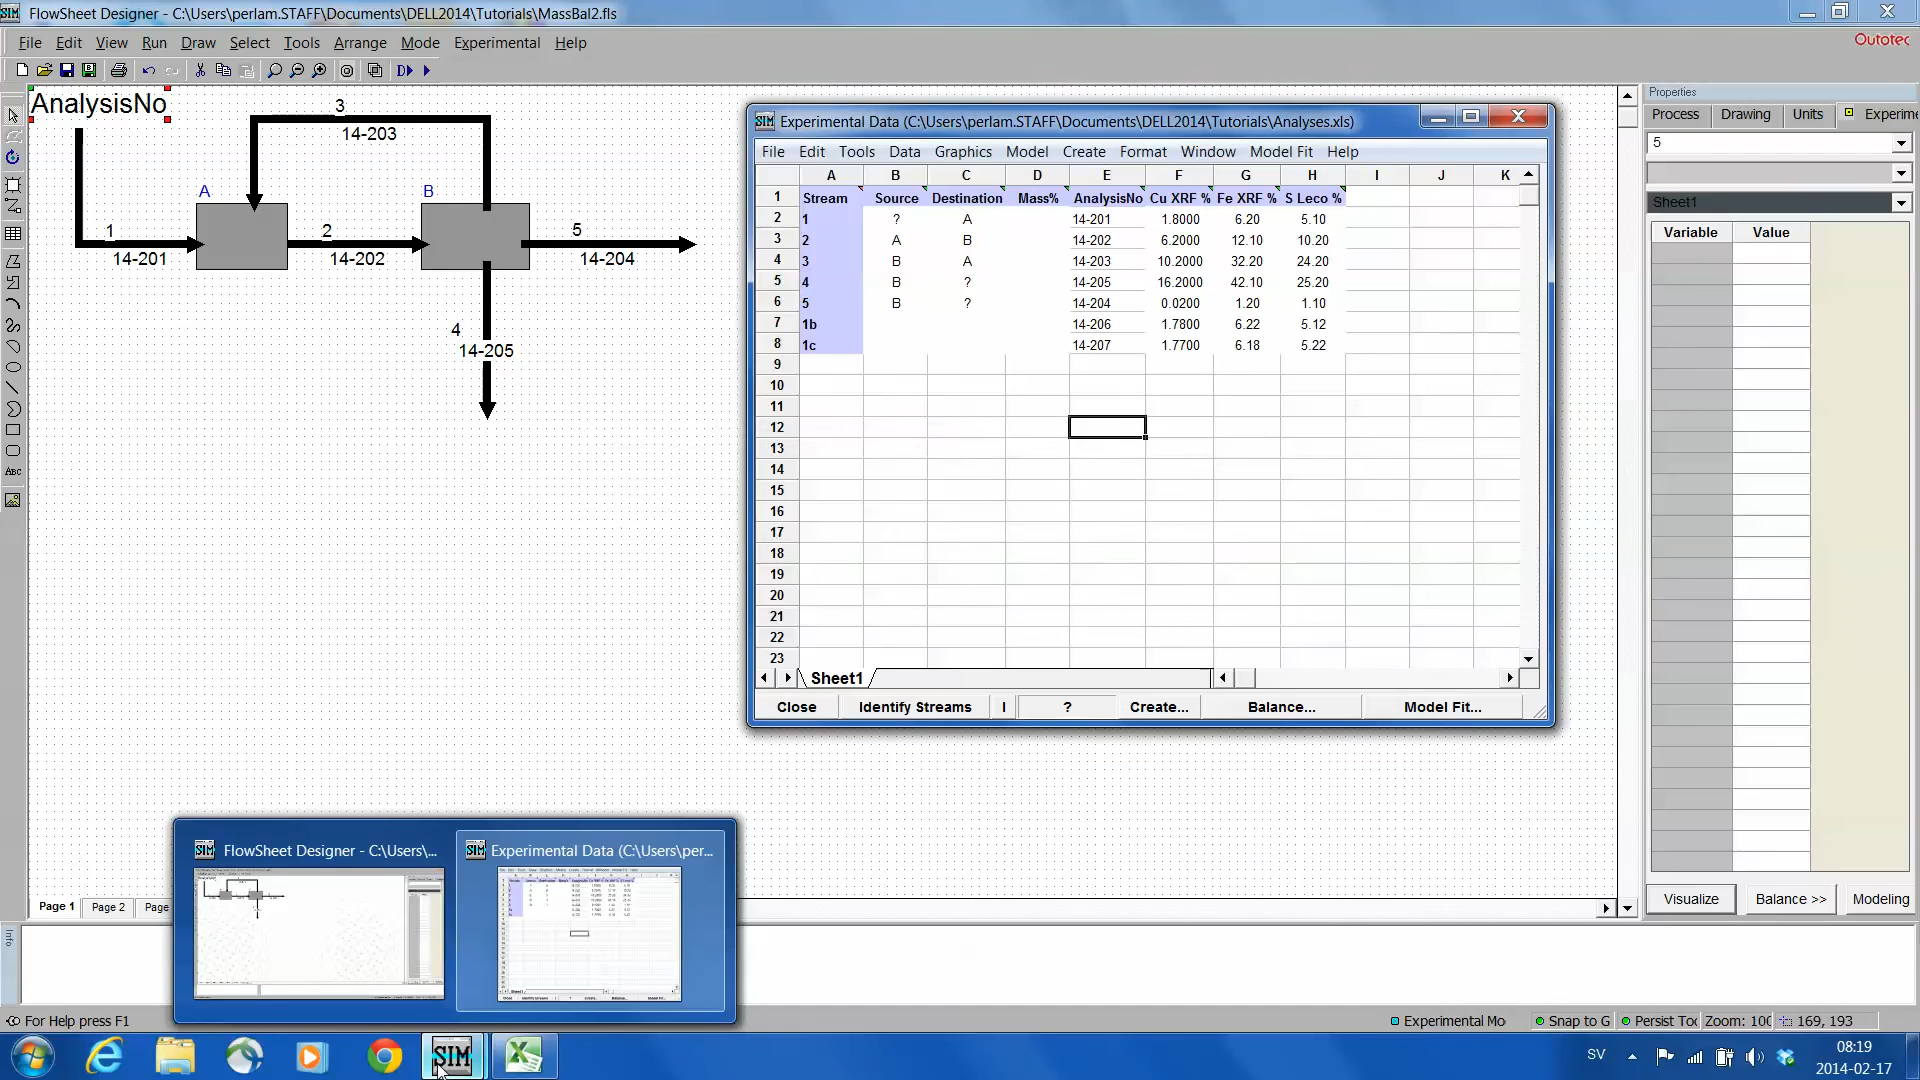 FlowSheet Designer - C:\Users\perlam.STAFF\Documents\DELL2014\Tutorials\MassBal2.fls
File Edit View Run Draw Select Tools Arrange Mode Experimental Help
Outotec
AnalysisNo
3
14-203
A
B
1
14-201
2
14-202
5
14-204
4
14-205
Experimental Data (C:\Users\perlam.STAFF\Documents\DELL2014\Tutorials\Analyses.xls)
File Edit Tools Data Graphics Model Create Format Window Model Fit Help
A B C D E F G H I J K
1 Stream Source Destination Mass% AnalysisNo Cu XRF % Fe XRF % S Leco %
2 1 ? A 14-201 1.8000 6.20 5.10
3 2 A B 14-202 6.2000 12.10 10.20
4 3 B A 14-203 10.2000 32.20 24.20
5 4 B ? 14-205 16.2000 42.10 25.20
6 5 B ? 14-204 0.0200 1.20 1.10
7 1b 14-206 1.7800 6.22 5.12
8 1c 14-207 1.7700 6.18 5.22
9
10
11
12
13
14
15
16
17
18
19
20
21
22
23
Sheet1
Close Identify Streams I ? Create... Balance... Model Fit...
Properties
Process Drawing Units Experime
5
Sheet1
Variable Value
Visualize Balance >> Modeling
FlowSheet Designer - C:\Users\...
Experimental Data (C:\Users\per...
Page 1 Page 2 Page
Info
For Help press F1
Experimental Mo Snap to G Persist Too Zoom: 100 169, 193
ABC
SIM
SV
08:19
2014-02-17